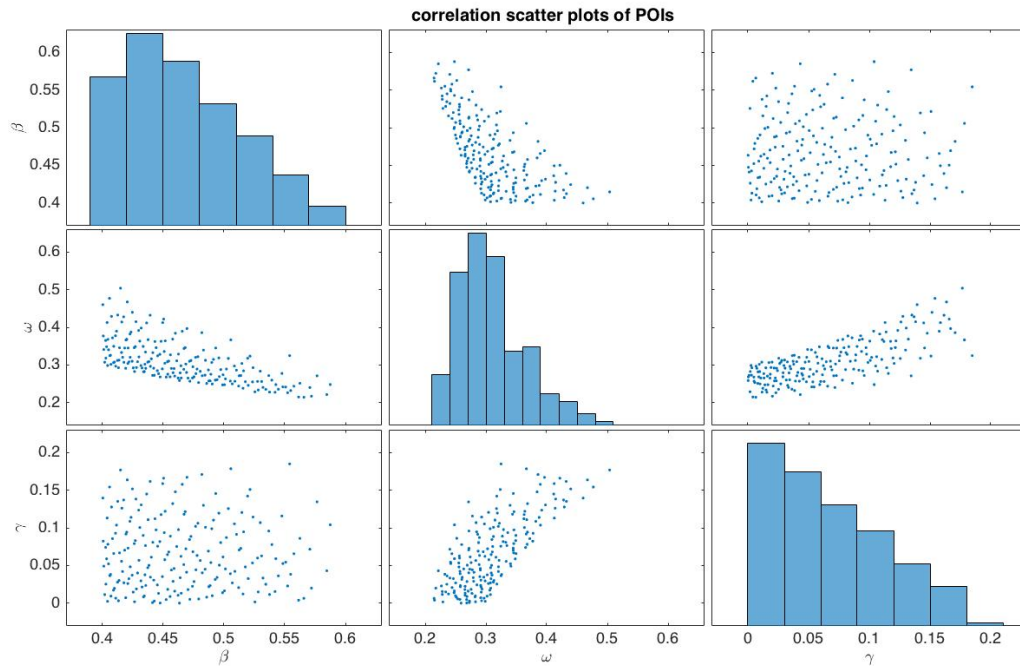 correlation scatter plots of POIs
0.6
0.55
0.5
0.45
0.4
β
0.6
0.5
0.4
0.3
0.2
ω
0.2
0.15
0.1
0.05
0
γ
0.4 0.45 0.5 0.55 0.6
0.2 0.3 0.4 0.5 0.6
0 0.05 0.1 0.15 0.2
β ω γ